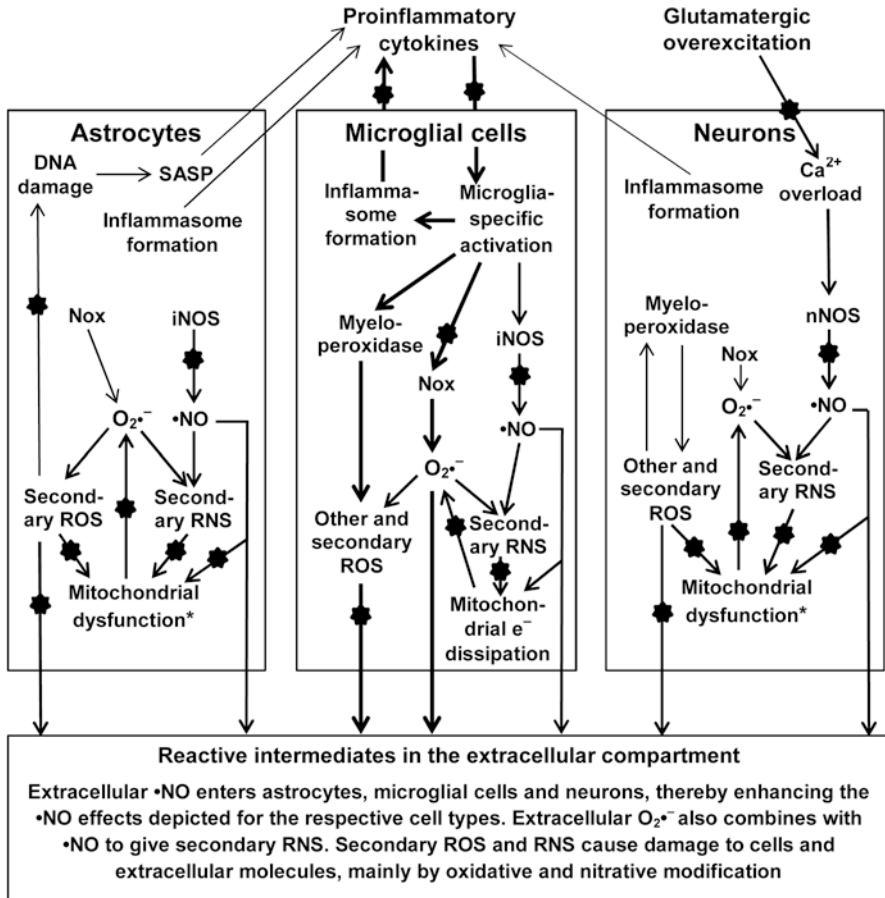 Proinflammatory
cytokines
Glutamatergic
overexcitation
Astrocytes
DNA
damage
SASP
Inflammasome
formation
Nox
iNOS
O₂•⁻
•NO
Second-
ary ROS
Second-
ary RNS
Mitochondrial
dysfunction*
Microglial cells
Inflamma-
some
formation
Microglia-
specific
activation
Myelo-
peroxidase
iNOS
Nox
•NO
O₂•⁻
Other and
secondary
ROS
Second-
ary RNS
Mitochon-
drial e⁻
dissipation
Neurons
Ca²⁺
overload
Inflammasome
formation
Myelo-
peroxidase
nNOS
Nox
O₂•⁻
•NO
Other and
secondary
ROS
Secondary
RNS
Mitochondrial
dysfunction*
Reactive intermediates in the extracellular compartment
Extracellular •NO enters astrocytes, microglial cells and neurons, thereby enhancing the
•NO effects depicted for the respective cell types. Extracellular O₂•⁻ also combines with
•NO to give secondary RNS. Secondary ROS and RNS cause damage to cells and
extracellular molecules, mainly by oxidative and nitrative modification